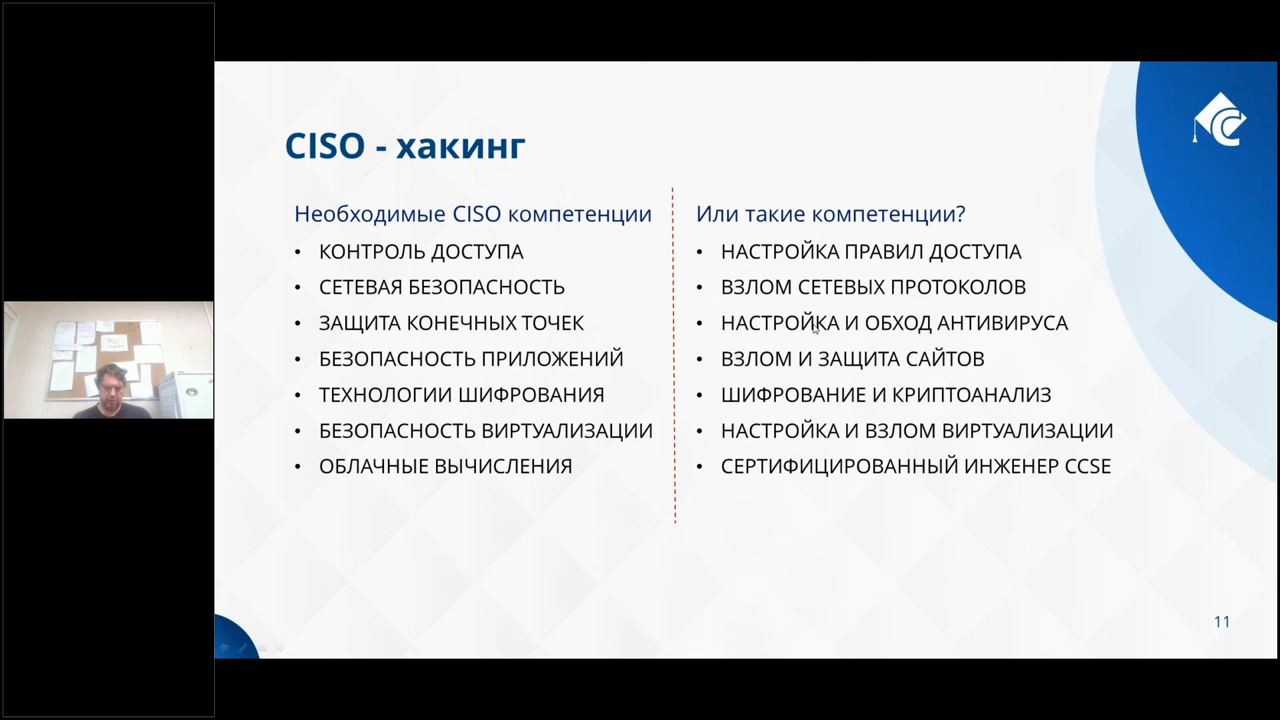 CISO - хакинг
Необходимые CISO компетенции
• КОНТРОЛЬ ДОСТУПА
• СЕТЕВАЯ БЕЗОПАСНОСТЬ
• ЗАЩИТА КОНЕЧНЫХ ТОЧЕК
• БЕЗОПАСНОСТЬ ПРИЛОЖЕНИЙ
• ТЕХНОЛОГИИ ШИФРОВАНИЯ
• БЕЗОПАСНОСТЬ ВИРТУАЛИЗАЦИИ
• ОБЛАЧНЫЕ ВЫЧИСЛЕНИЯ
Или такие компетенции?
• НАСТРОЙКА ПРАВИЛ ДОСТУПА
• ВЗЛОМ СЕТЕВЫХ ПРОТОКОЛОВ
• НАСТРОЙКА И ОБХОД АНТИВИРУСА
• ВЗЛОМ И ЗАЩИТА САЙТОВ
• ШИФРОВАНИЕ И КРИПТОАНАЛИЗ
• НАСТРОЙКА И ВЗЛОМ ВИРТУАЛИЗАЦИИ
• СЕРТИФИЦИРОВАННЫЙ ИНЖЕНЕР CCSE
11